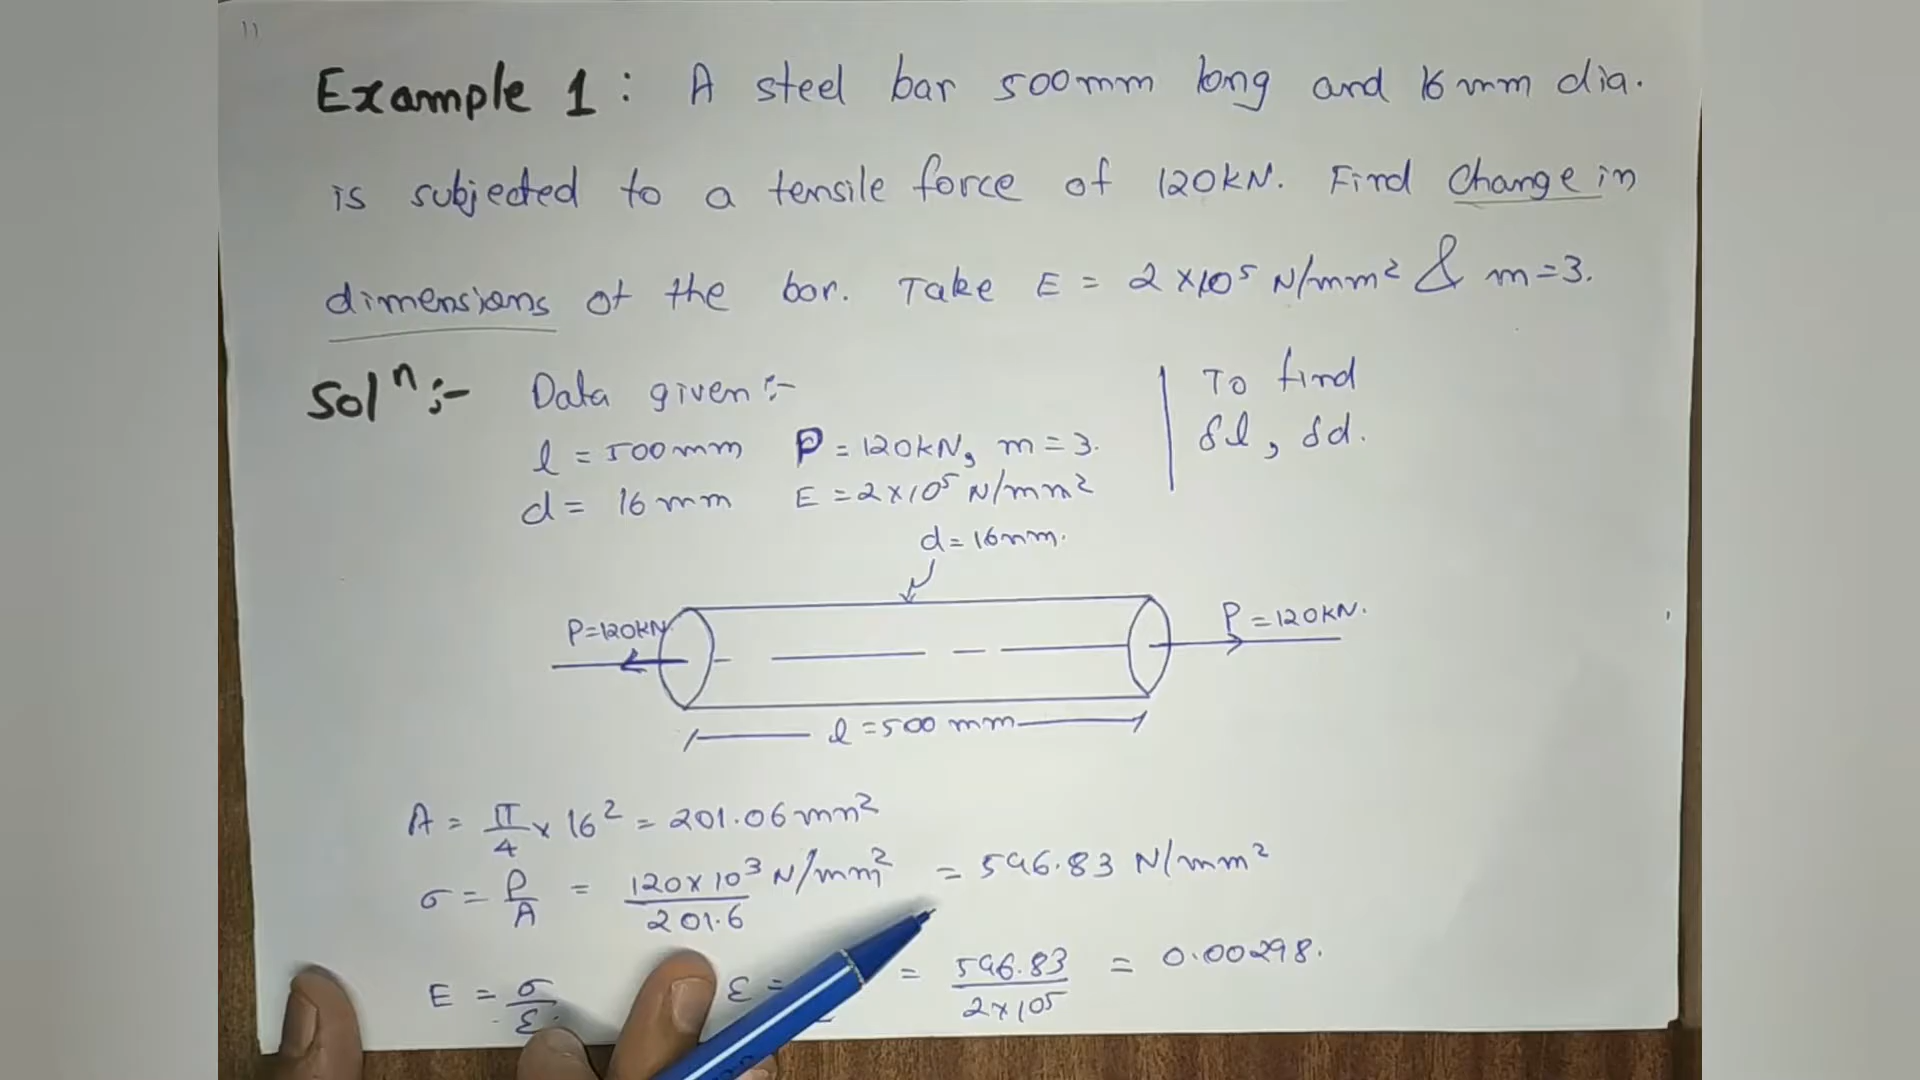 11
Example 1 : A steel bar 500mm long and 16 mm dia.
is subjected to a tensile force of 120kN. Find change in
dimensions of the bar. Take E = 2 ×10⁵ N/mm² & m=3.
Solⁿ:- Data given:-
l = 500mm P = 120kN, m = 3.
d = 16 mm E = 2×10⁵ N/mm²
To find
δl, δd.
d=16mm.
P=120kN
P =120kN.
l =500 mm
A = π/4 × 16² = 201.06mm²
σ = P/A = 120×10³/201.6 N/mm² = 596.83 N/mm²
E = σ/ε ε = = 596.83/2×10⁵ = 0.00298.